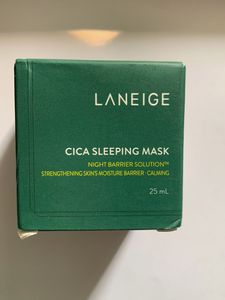 LANEIGE
CICA SLEEPING MASK
NIGHT BARRIER SOLUTION™
STRENGTHENING SKIN'S MOISTURE BARRIER · CALMING
25 mL